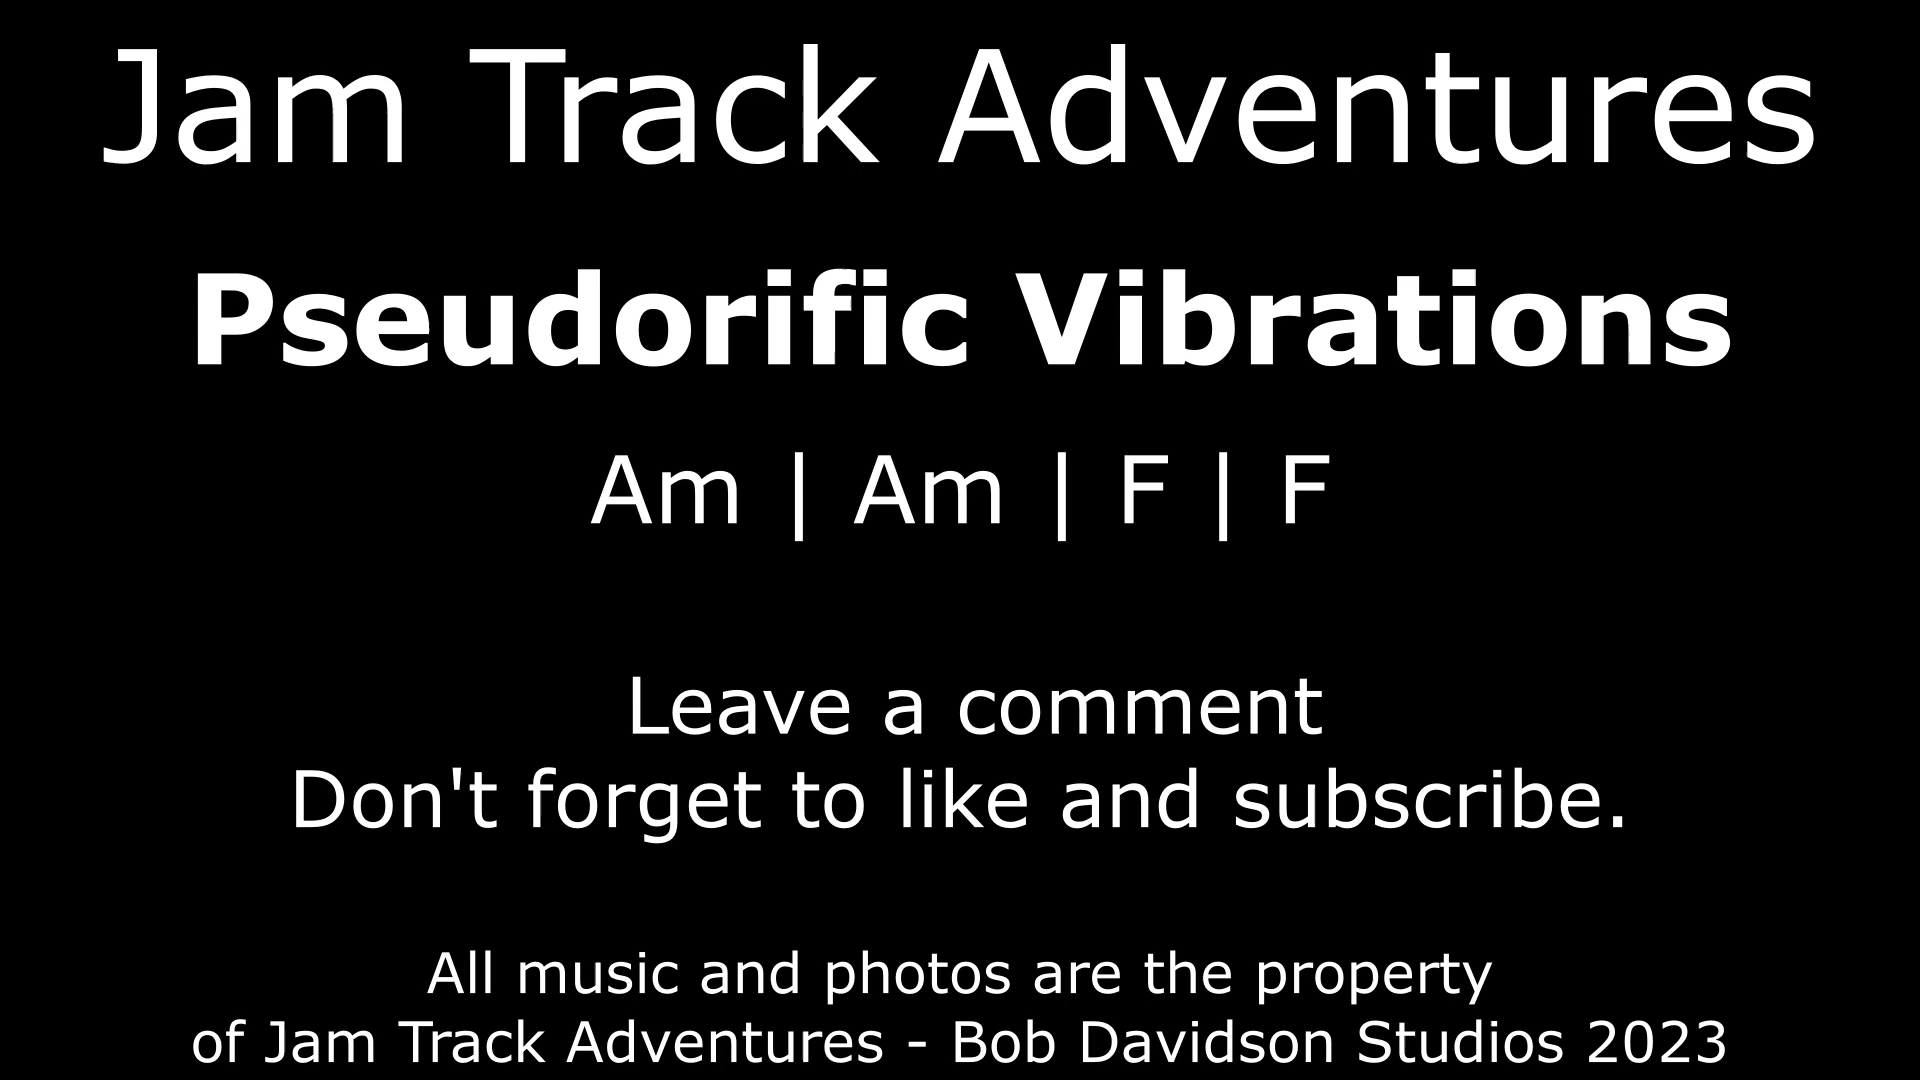 Jam Track Adventures
Pseudorific Vibrations
Am | Am | F | F
Leave a comment
Don't forget to like and subscribe.
All music and photos are the property
of Jam Track Adventures - Bob Davidson Studios 2023